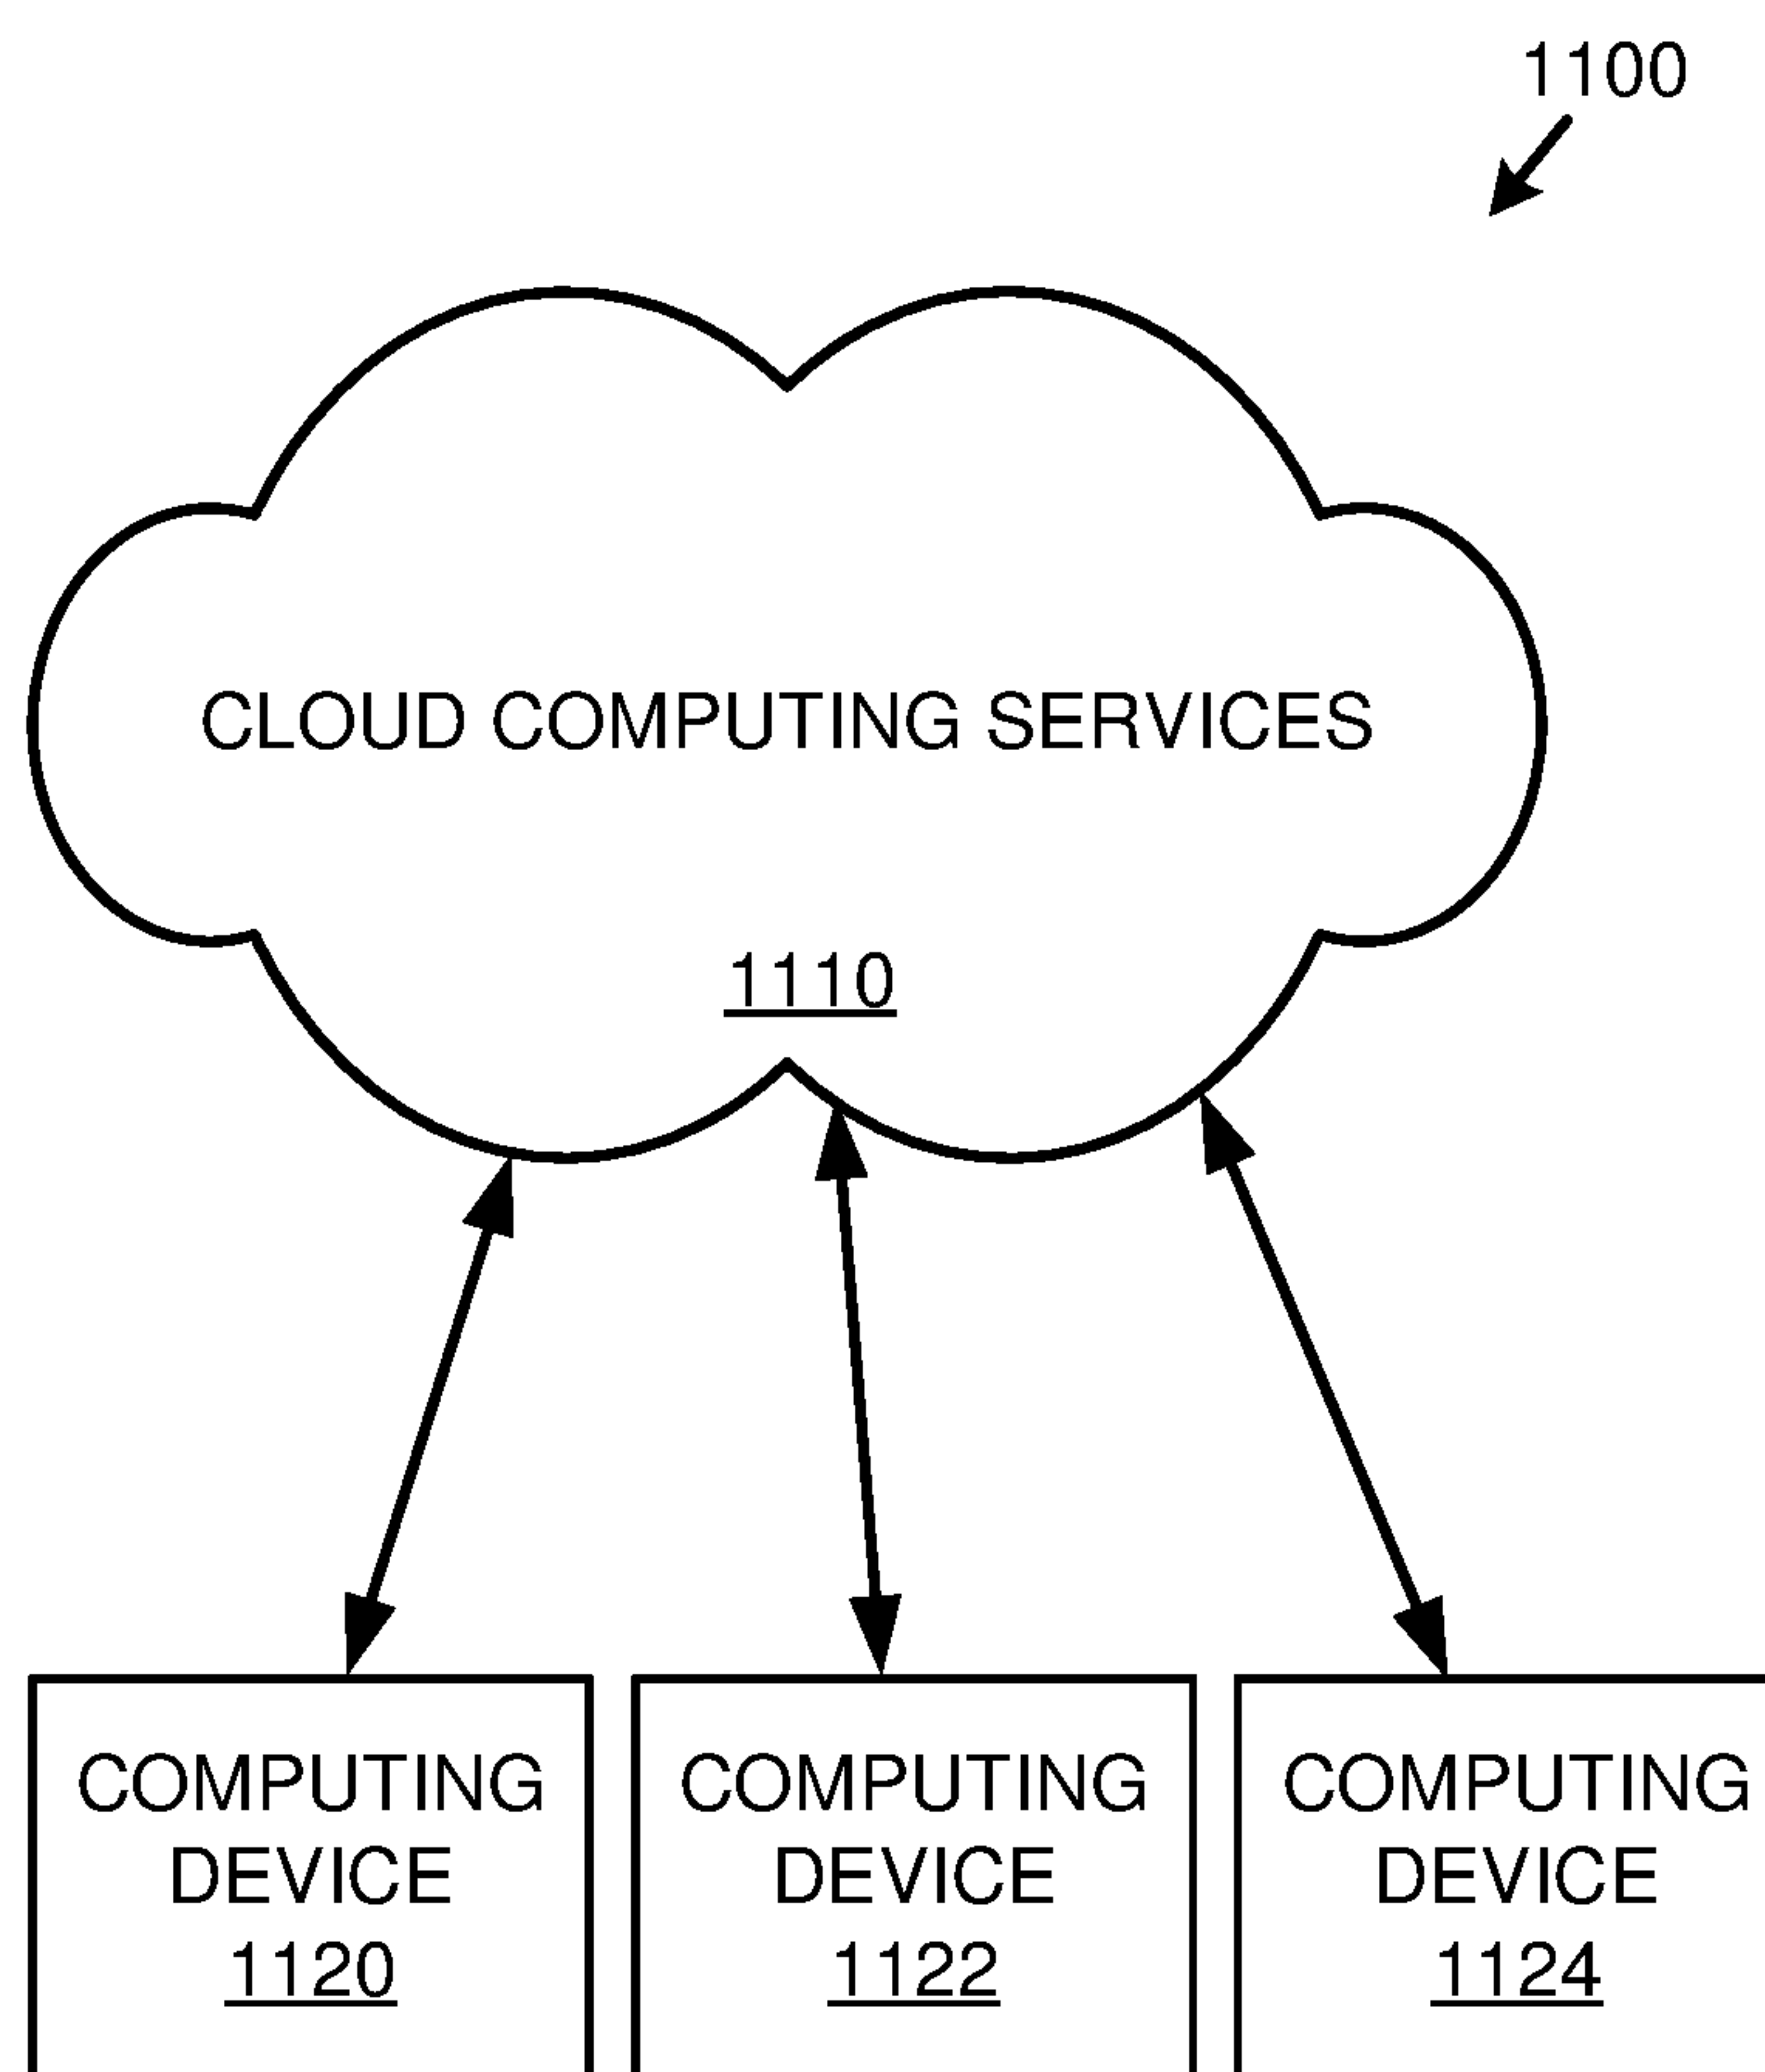 1100
CLOUD COMPUTING SERVICES
1110
COMPUTING
DEVICE
1120
COMPUTING
DEVICE
1122
COMPUTING
DEVICE
1124